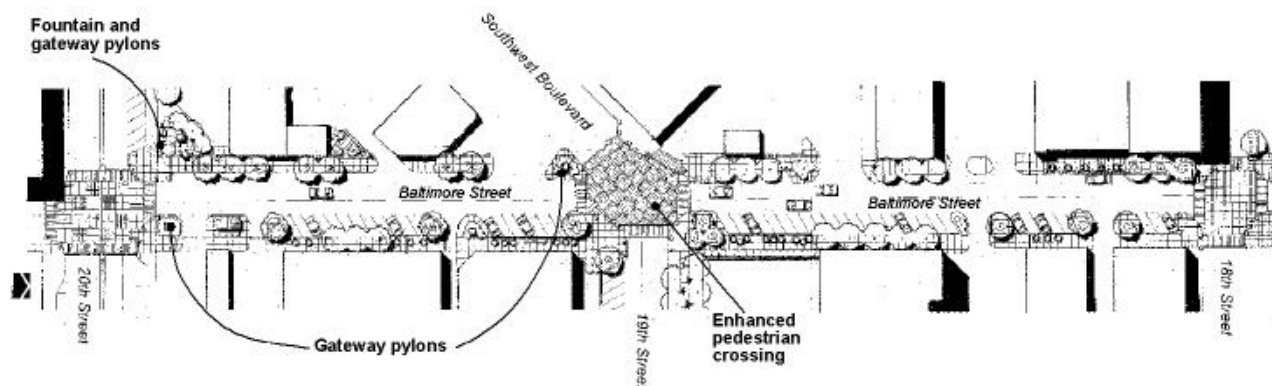 Fountain and
gateway pylons
Southwest Boulevard
Baltimore Street
Baltimore Street
20th Street
Gateway pylons
19th Street
Enhanced
pedestrian
crossing
18th Street